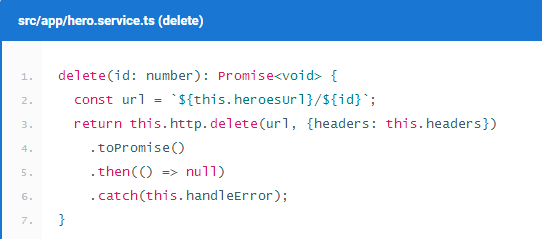 src/app/hero.service.ts (delete)
1. delete(id: number): Promise<void> {
2.   const url = `${this.heroesUrl}/${id}`;
3.   return this.http.delete(url, {headers: this.headers})
4.     .toPromise()
5.     .then(() => null)
6.     .catch(this.handleError);
7. }